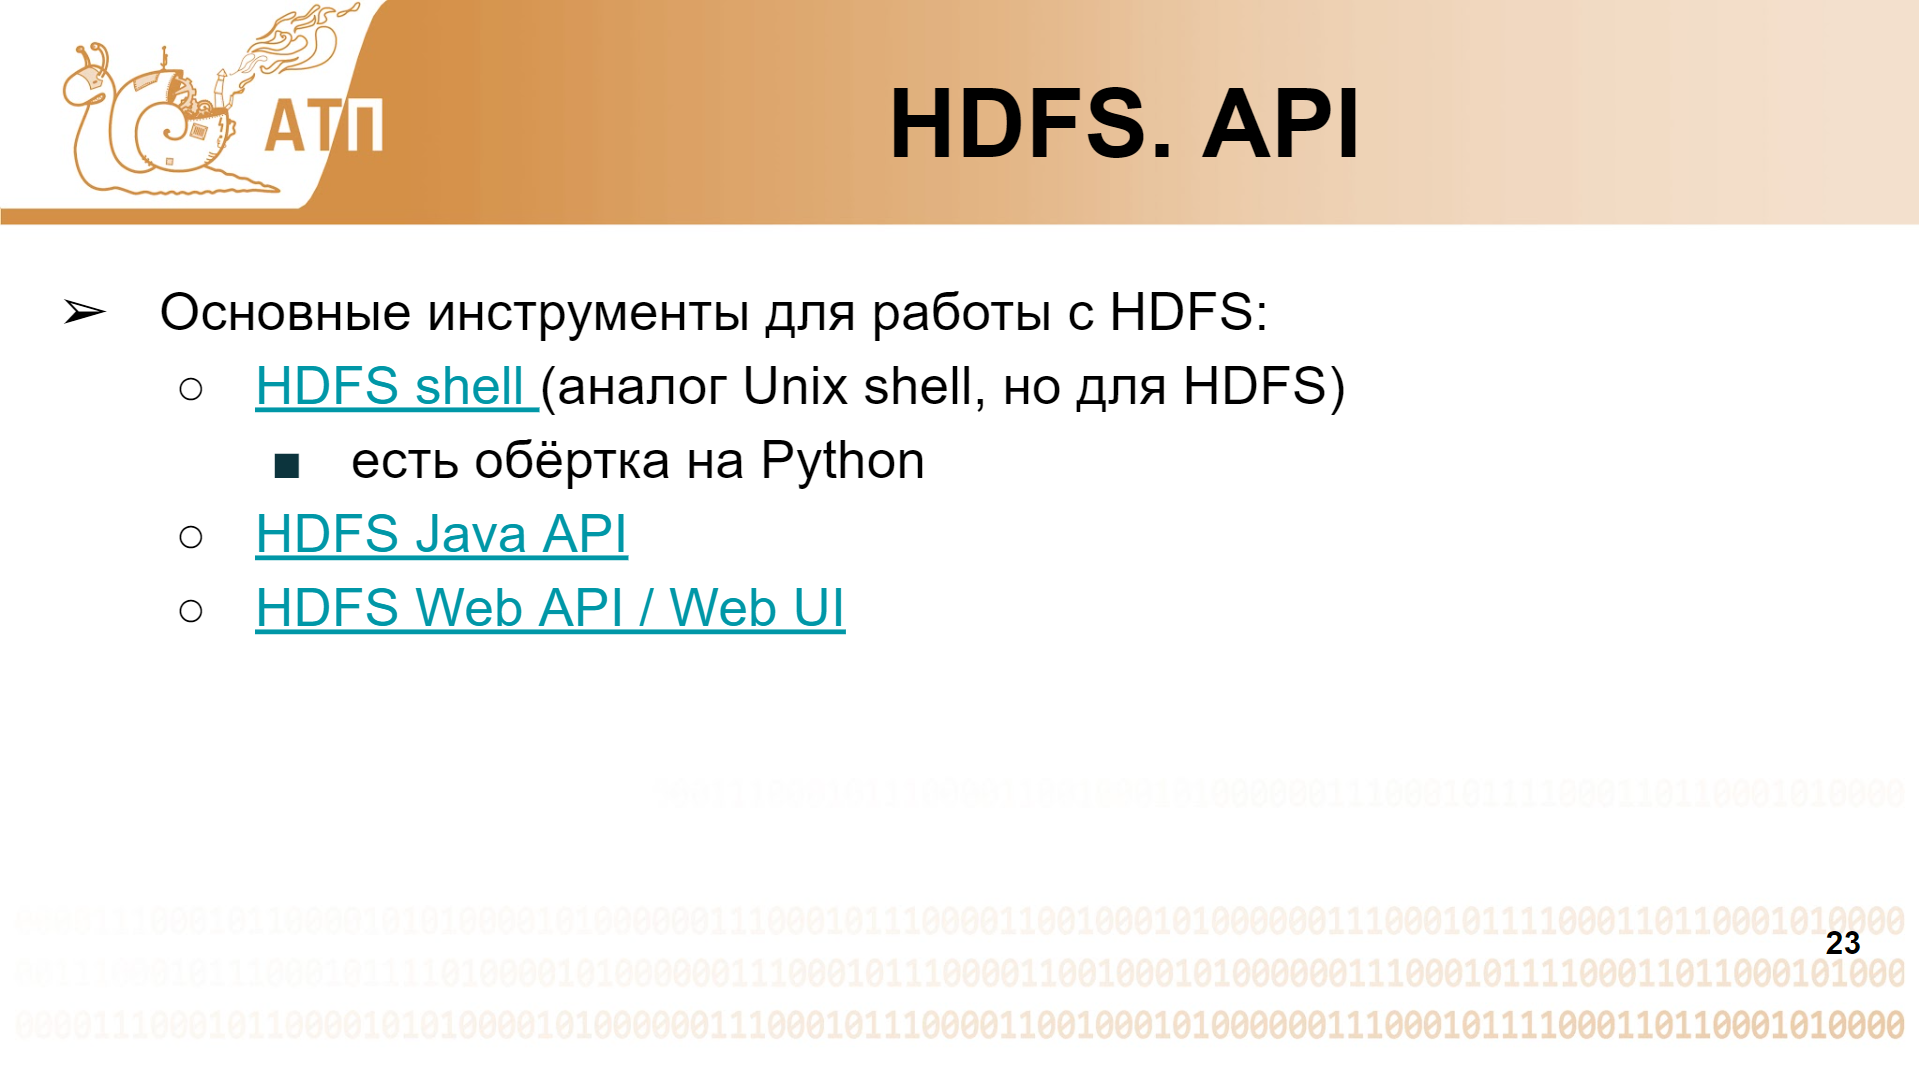 АТП
HDFS. API
➢ Основные инструменты для работы с HDFS:
○ HDFS shell (аналог Unix shell, но для HDFS)
■ есть обёртка на Python
○ HDFS Java API
○ HDFS Web API / Web UI
23